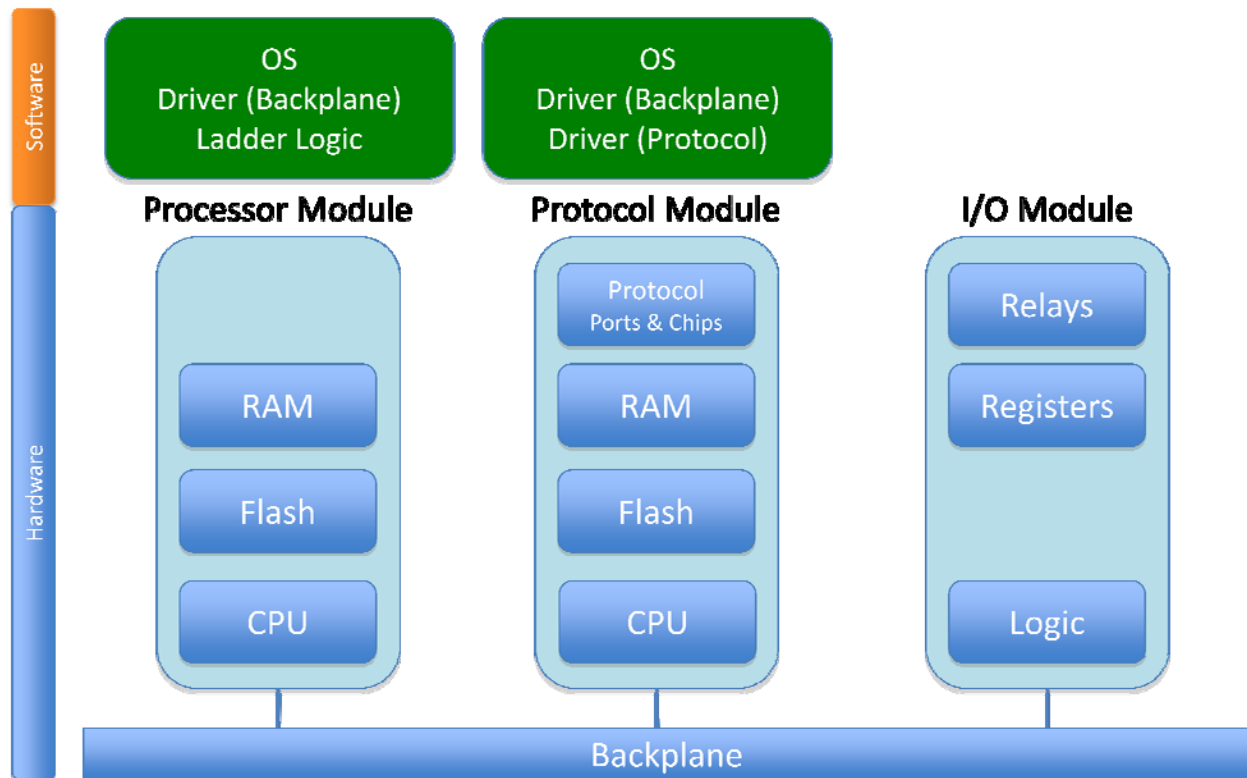 Software
OS
Driver (Backplane)
Ladder Logic
OS
Driver (Backplane)
Driver (Protocol)
Hardware
Processor Module
Protocol Module
I/O Module
RAM
Flash
CPU
Protocol
Ports & Chips
RAM
Flash
CPU
Relays
Registers
Logic
Backplane